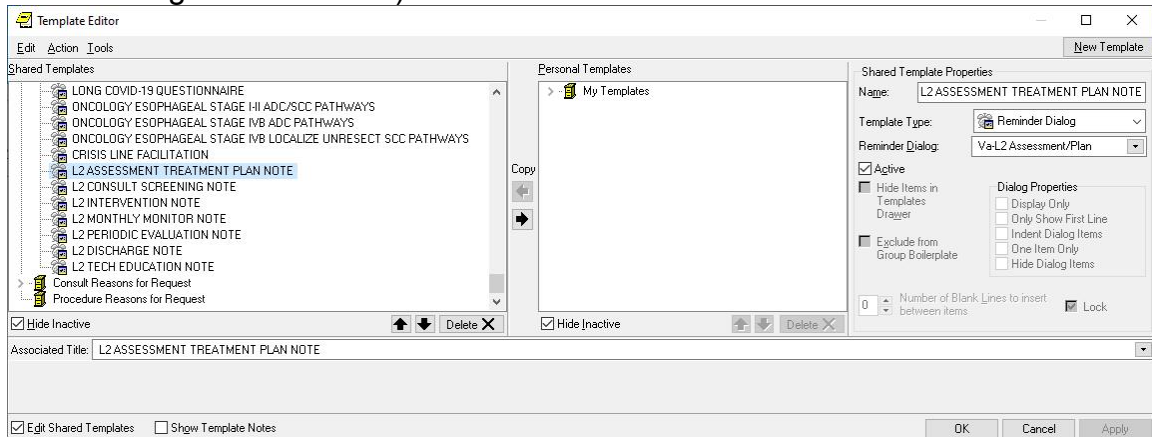 Template Editor
Edit Action Tools
New Template
Shared Templates
LONG COVID-19 QUESTIONNAIRE
ONCOLOGY ESOPHAGEAL STAGE I-II ADC/SCC PATHWAYS
ONCOLOGY ESOPHAGEAL STAGE IVB ADC PATHWAYS
ONCOLOGY ESOPHAGEAL STAGE IVB LOCALIZE UNRESECT SCC PATHWAYS
CRISIS LINE FACILITATION
L2 ASSESSMENT TREATMENT PLAN NOTE
L2 CONSULT SCREENING NOTE
L2 INTERVENTION NOTE
L2 MONTHLY MONITOR NOTE
L2 PERIODIC EVALUATION NOTE
L2 DISCHARGE NOTE
L2 TECH EDUCATION NOTE
Consult Reasons for Request
Procedure Reasons for Request
Hide Inactive
Delete
Copy
Personal Templates
My Templates
Hide Inactive
Delete
Shared Template Properties
Name: L2 ASSESSMENT TREATMENT PLAN NOTE
Template Type: Reminder Dialog
Reminder Dialog: Va-L2 Assessment/Plan
Active
Hide Items in
Templates
Drawer
Exclude from
Group Boilerplate
Dialog Properties
Display Only
Only Show First Line
Indent Dialog Items
One Item Only
Hide Dialog Items
0 Number of Blank Lines to insert
between items
Lock
Associated Title: L2 ASSESSMENT TREATMENT PLAN NOTE
Edit Shared Templates Show Template Notes
OK Cancel Apply